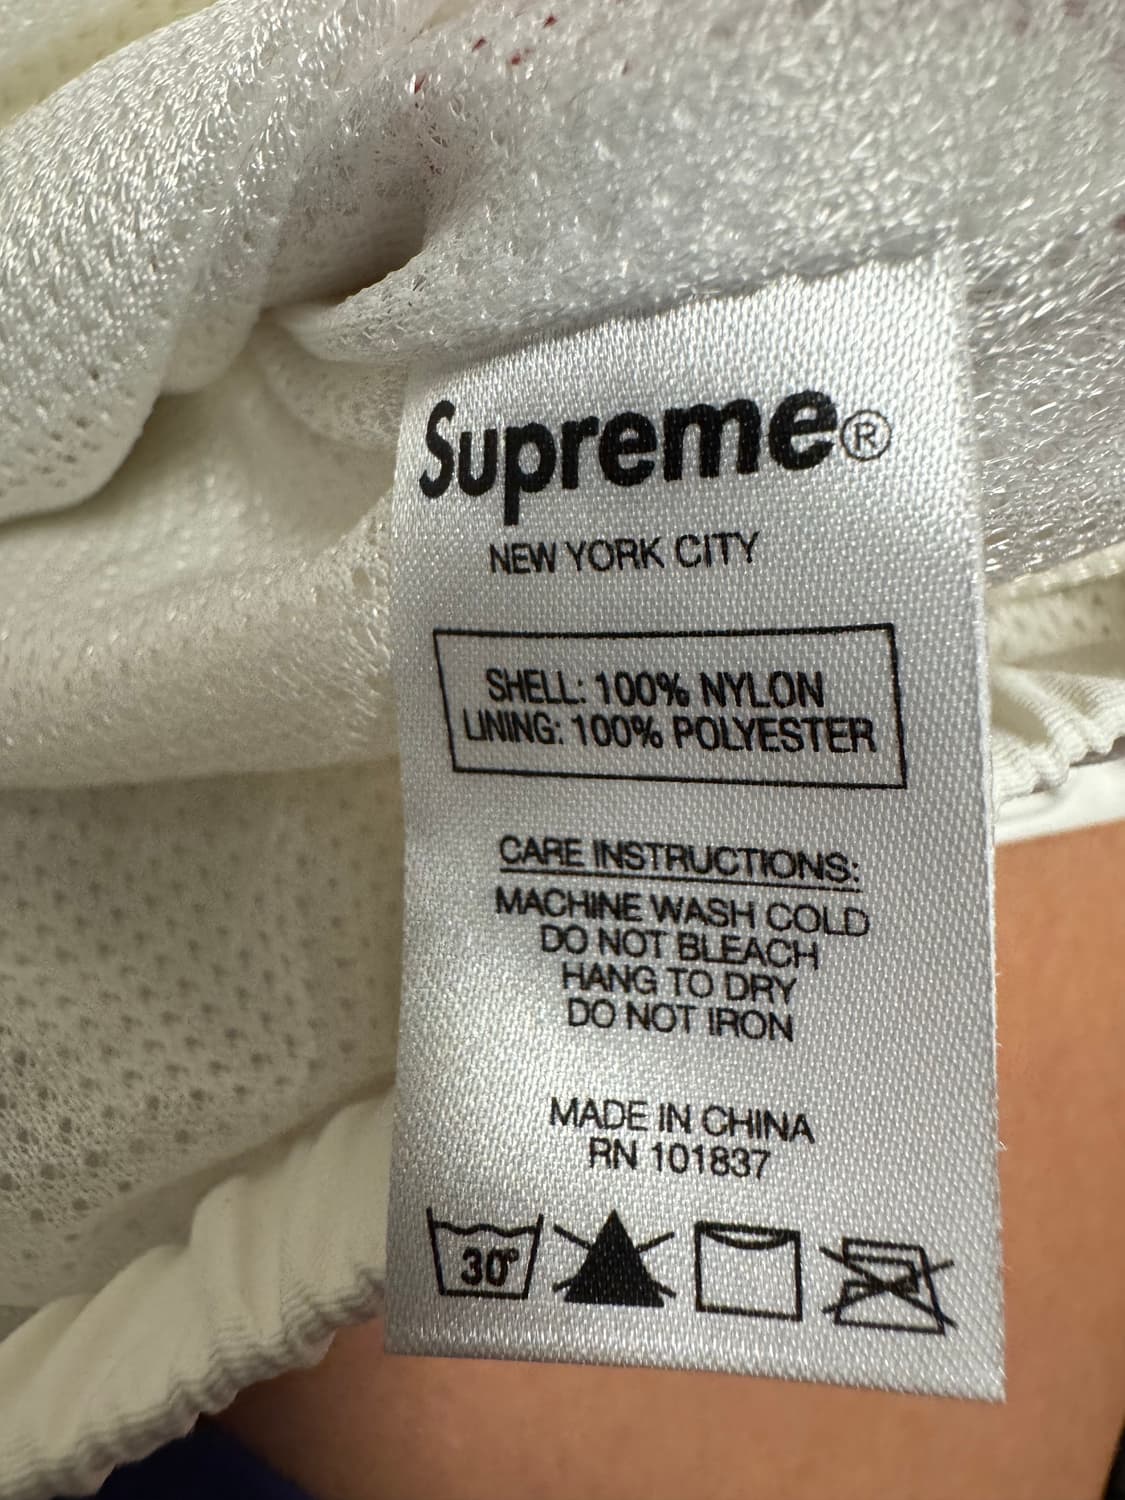 Supreme®
NEW YORK CITY
SHELL: 100% NYLON
LINING: 100% POLYESTER
CARE INSTRUCTIONS:
MACHINE WASH COLD
DO NOT BLEACH
HANG TO DRY
DO NOT IRON
MADE IN CHINA
RN 101837
30°